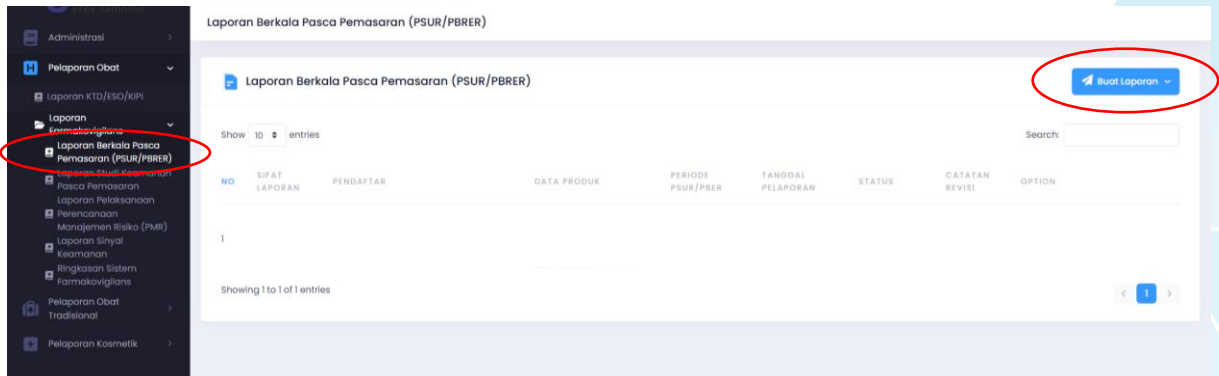 Laporan Berkala Pasca Pemasaran (PSUR/PBRER)
Administrasi
Pelaporan Obat
Laporan KTD/ESO/KIPI
Laporan
Farmakovigilans
Laporan Berkala Pasca
Pemasaran (PSUR/PBRER)
Laporan Studi Keamanan
Pasca Pemasaran
Laporan Pelaksanaan
Perencanaan
Manajemen Risiko (PMR)
Laporan Sinyal
Keamanan
Ringkasan Sistem
Farmakovigilans
Pelaporan Obat
Tradisional
Pelaporan Kosmetik
Laporan Berkala Pasca Pemasaran (PSUR/PBRER)
Buat Laporan
Show 10 entries
Search:
NO SIFAT LAPORAN PENDAFTAR DATA PRODUK PERIODE PSUR/PBER TANGGAL PELAPORAN STATUS CATATAN REVISI OPTION
1
Showing 1 to 1 of 1 entries
< 1 >